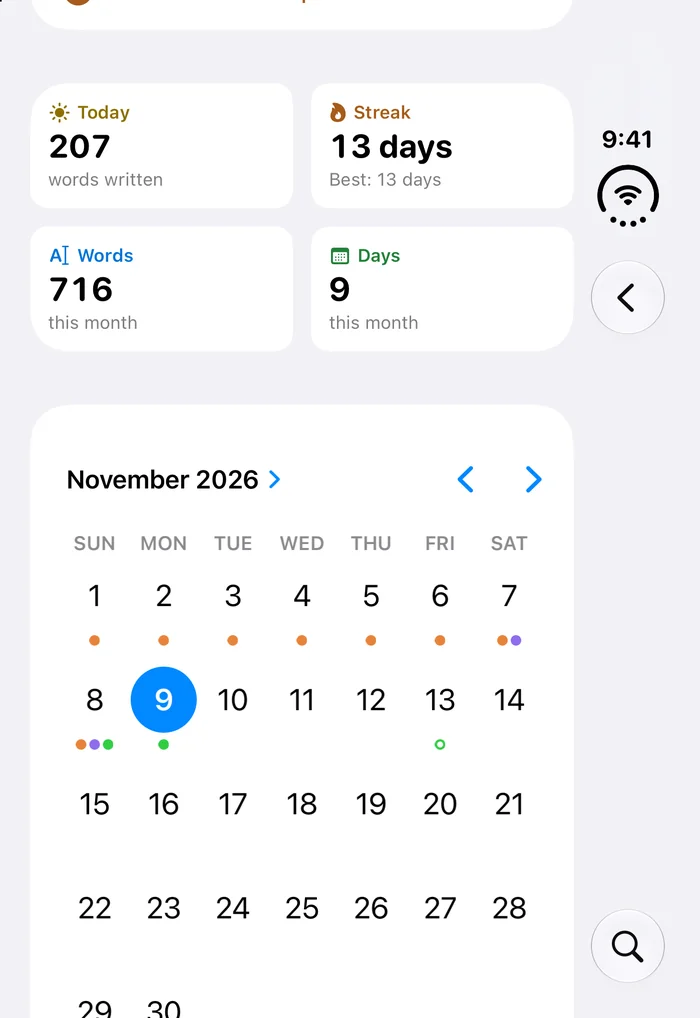 Today
207
words written
Streak
13 days
Best: 13 days
9:41
Words
716
this month
Days
9
this month
November 2026
SUN MON TUE WED THU FRI SAT
1 2 3 4 5 6 7
8 9 10 11 12 13 14
15 16 17 18 19 20 21
22 23 24 25 26 27 28
29 30